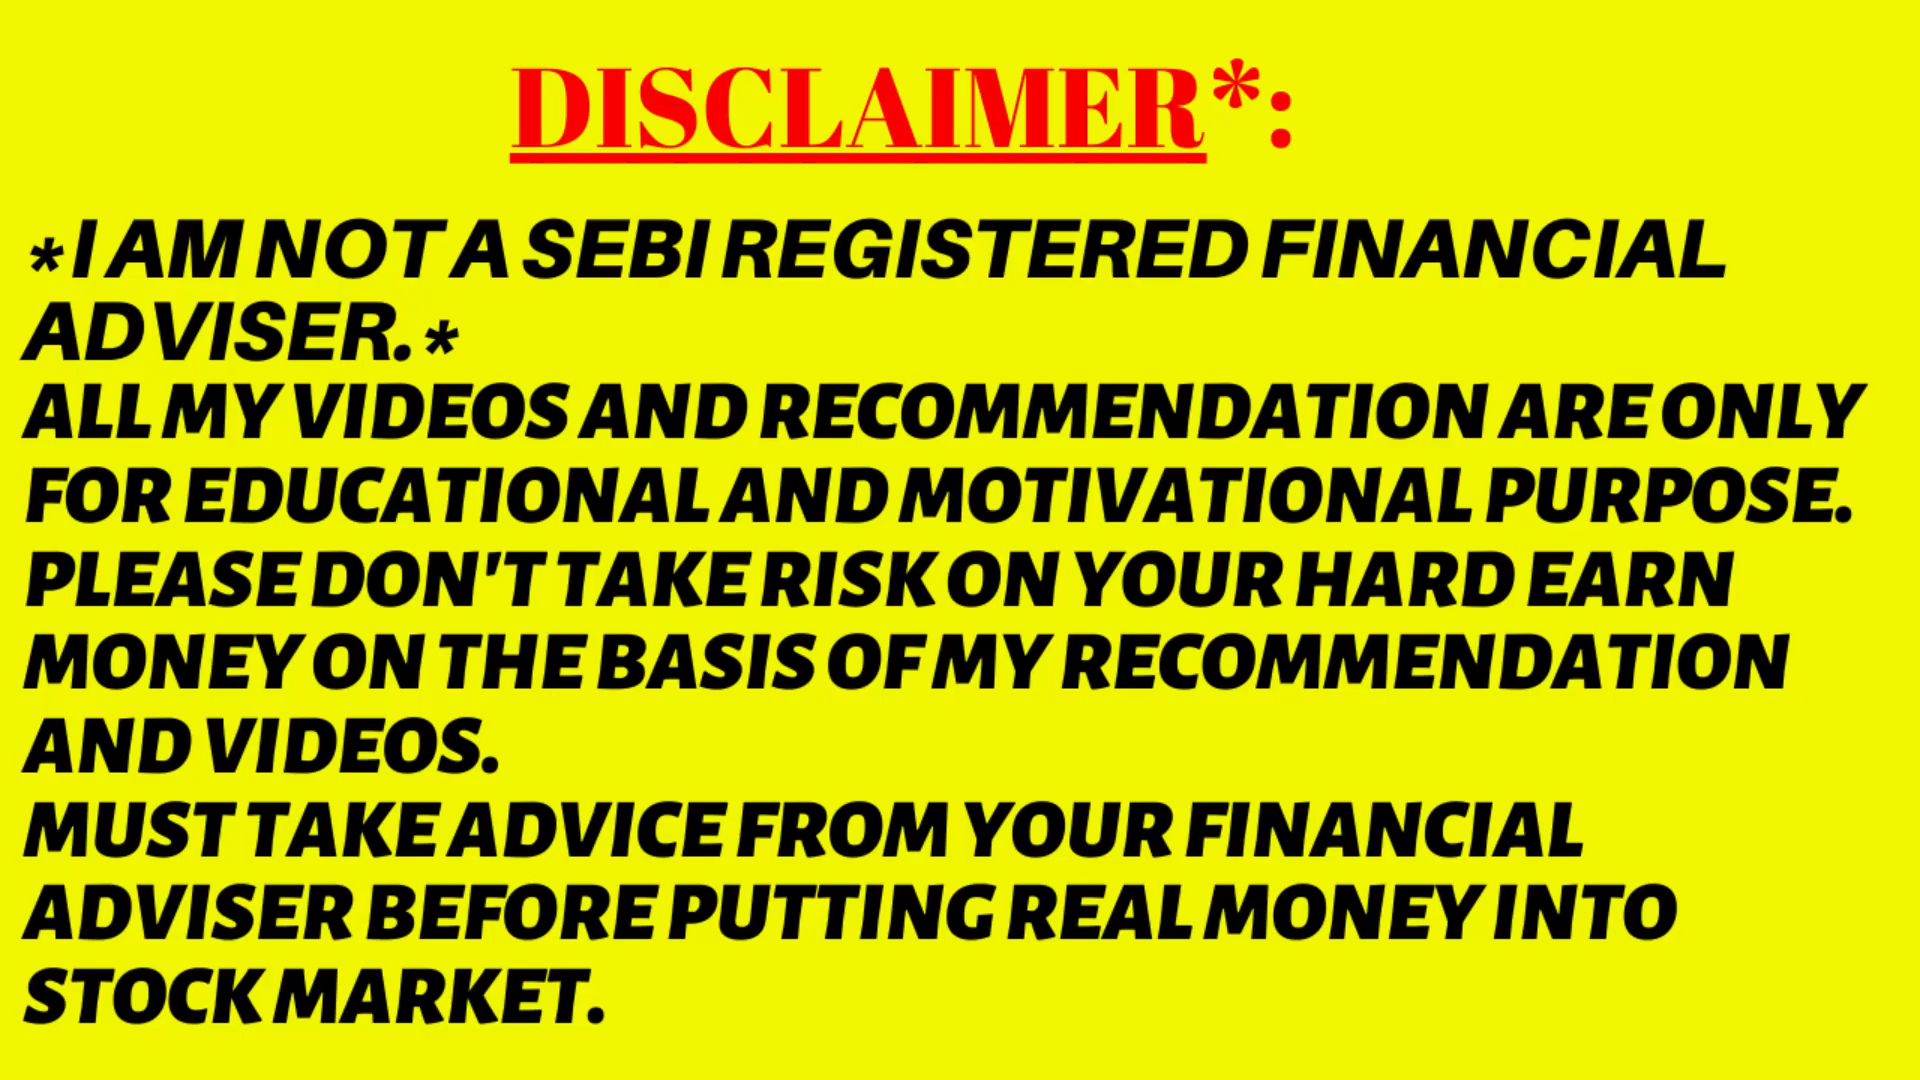 DISCLAIMER*:
*I AM NOT A SEBI REGISTERED FINANCIAL
ADVISER.*
ALL MY VIDEOS AND RECOMMENDATION ARE ONLY
FOR EDUCATIONAL AND MOTIVATIONAL PURPOSE.
PLEASE DON'T TAKE RISK ON YOUR HARD EARN
MONEY ON THE BASIS OF MY RECOMMENDATION
AND VIDEOS.
MUST TAKE ADVICE FROM YOUR FINANCIAL
ADVISER BEFORE PUTTING REAL MONEY INTO
STOCK MARKET.